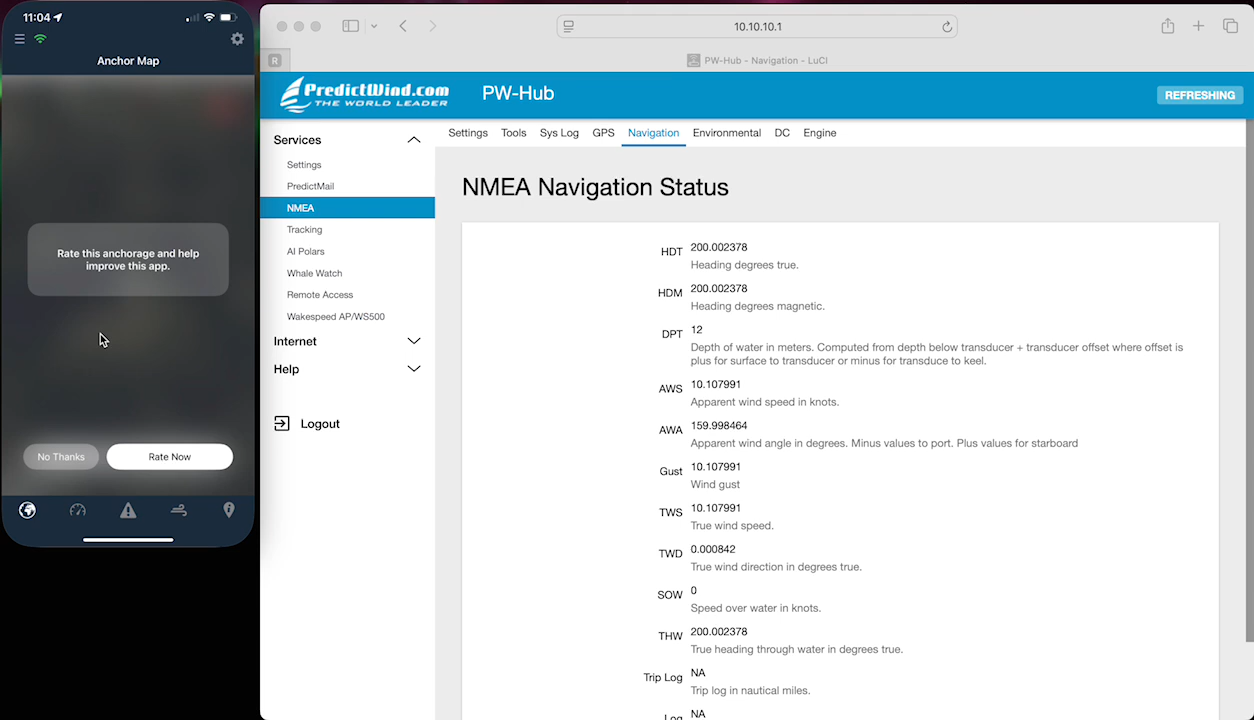 11:04
Anchor Map
Rate this anchorage and help
improve this app.
No Thanks
Rate Now
10.10.10.1
R
PW-Hub - Navigation - LuCI
PredictWind.com
THE WORLD LEADER
PW-Hub
REFRESHING
Services
Settings
PredictMail
NMEA
Tracking
AI Polars
Whale Watch
Remote Access
Wakespeed AP/WS500
Internet
Help
Logout
Settings Tools Sys Log GPS Navigation Environmental DC Engine
NMEA Navigation Status
HDT 200.002378
Heading degrees true.
HDM 200.002378
Heading degrees magnetic.
DPT 12
Depth of water in meters. Computed from depth below transducer + transducer offset where offset is
plus for surface to transducer or minus for transduce to keel.
AWS 10.107991
Apparent wind speed in knots.
AWA 159.998464
Apparent wind angle in degrees. Minus values to port. Plus values for starboard
Gust 10.107991
Wind gust
TWS 10.107991
True wind speed.
TWD 0.000842
True wind direction in degrees true.
SOW 0
Speed over water in knots.
THW 200.002378
True heading through water in degrees true.
Trip Log NA
Trip log in nautical miles.
Log NA